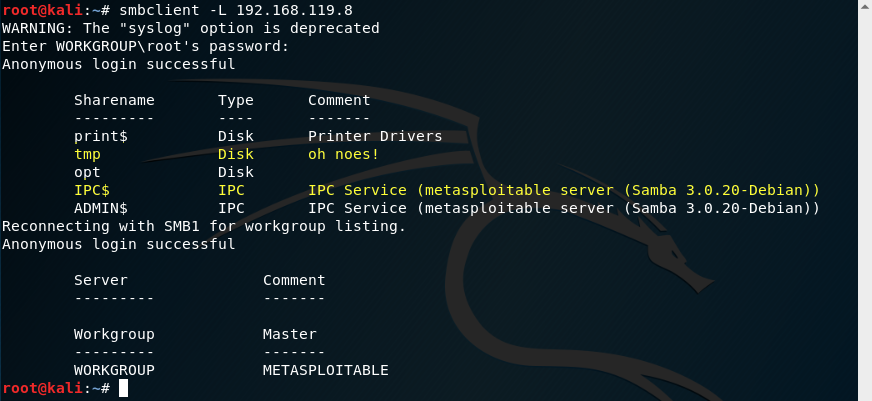 root@kali:~# smbclient -L 192.168.119.8
WARNING: The "syslog" option is deprecated
Enter WORKGROUP\root's password:
Anonymous login successful
Sharename Type Comment
--------- ---- -------
print$ Disk Printer Drivers
tmp Disk oh noes!
opt Disk
IPC$ IPC IPC Service (metasploitable server (Samba 3.0.20-Debian))
ADMIN$ IPC IPC Service (metasploitable server (Samba 3.0.20-Debian))
Reconnecting with SMB1 for workgroup listing.
Anonymous login successful
Server Comment
--------- -------
Workgroup Master
--------- -------
WORKGROUP METASPLOITABLE
root@kali:~#